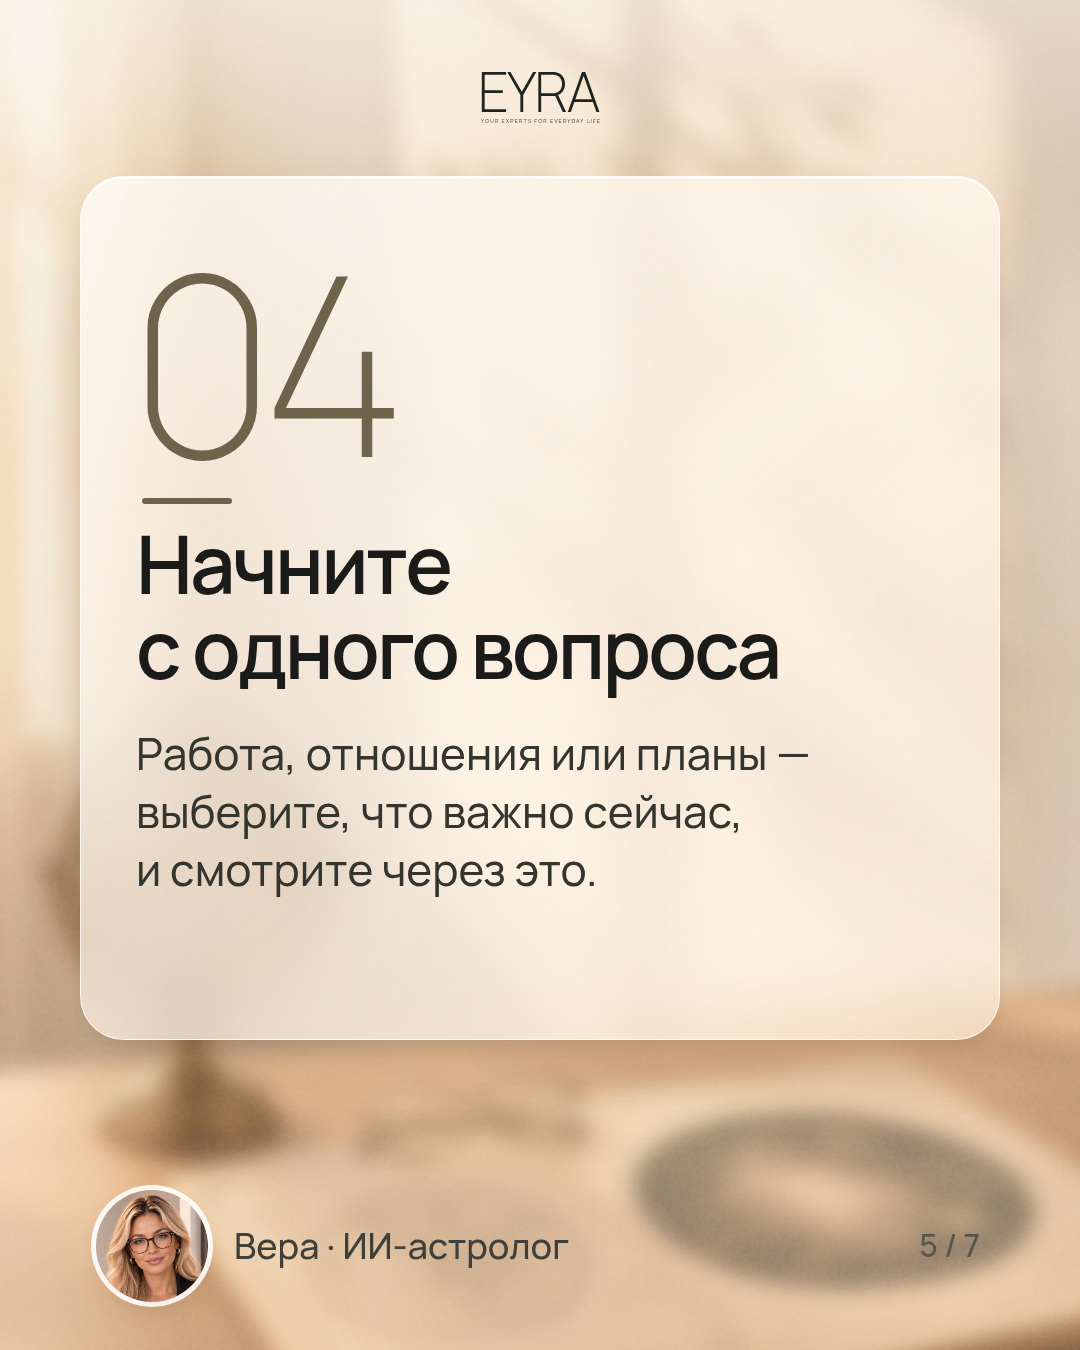 EYRA
YOUR EXPERTS FOR EVERYDAY LIFE
04
Начните
с одного вопроса
Работа, отношения или планы —
выберите, что важно сейчас,
и смотрите через это.
Вера · ИИ-астролог
5 / 7